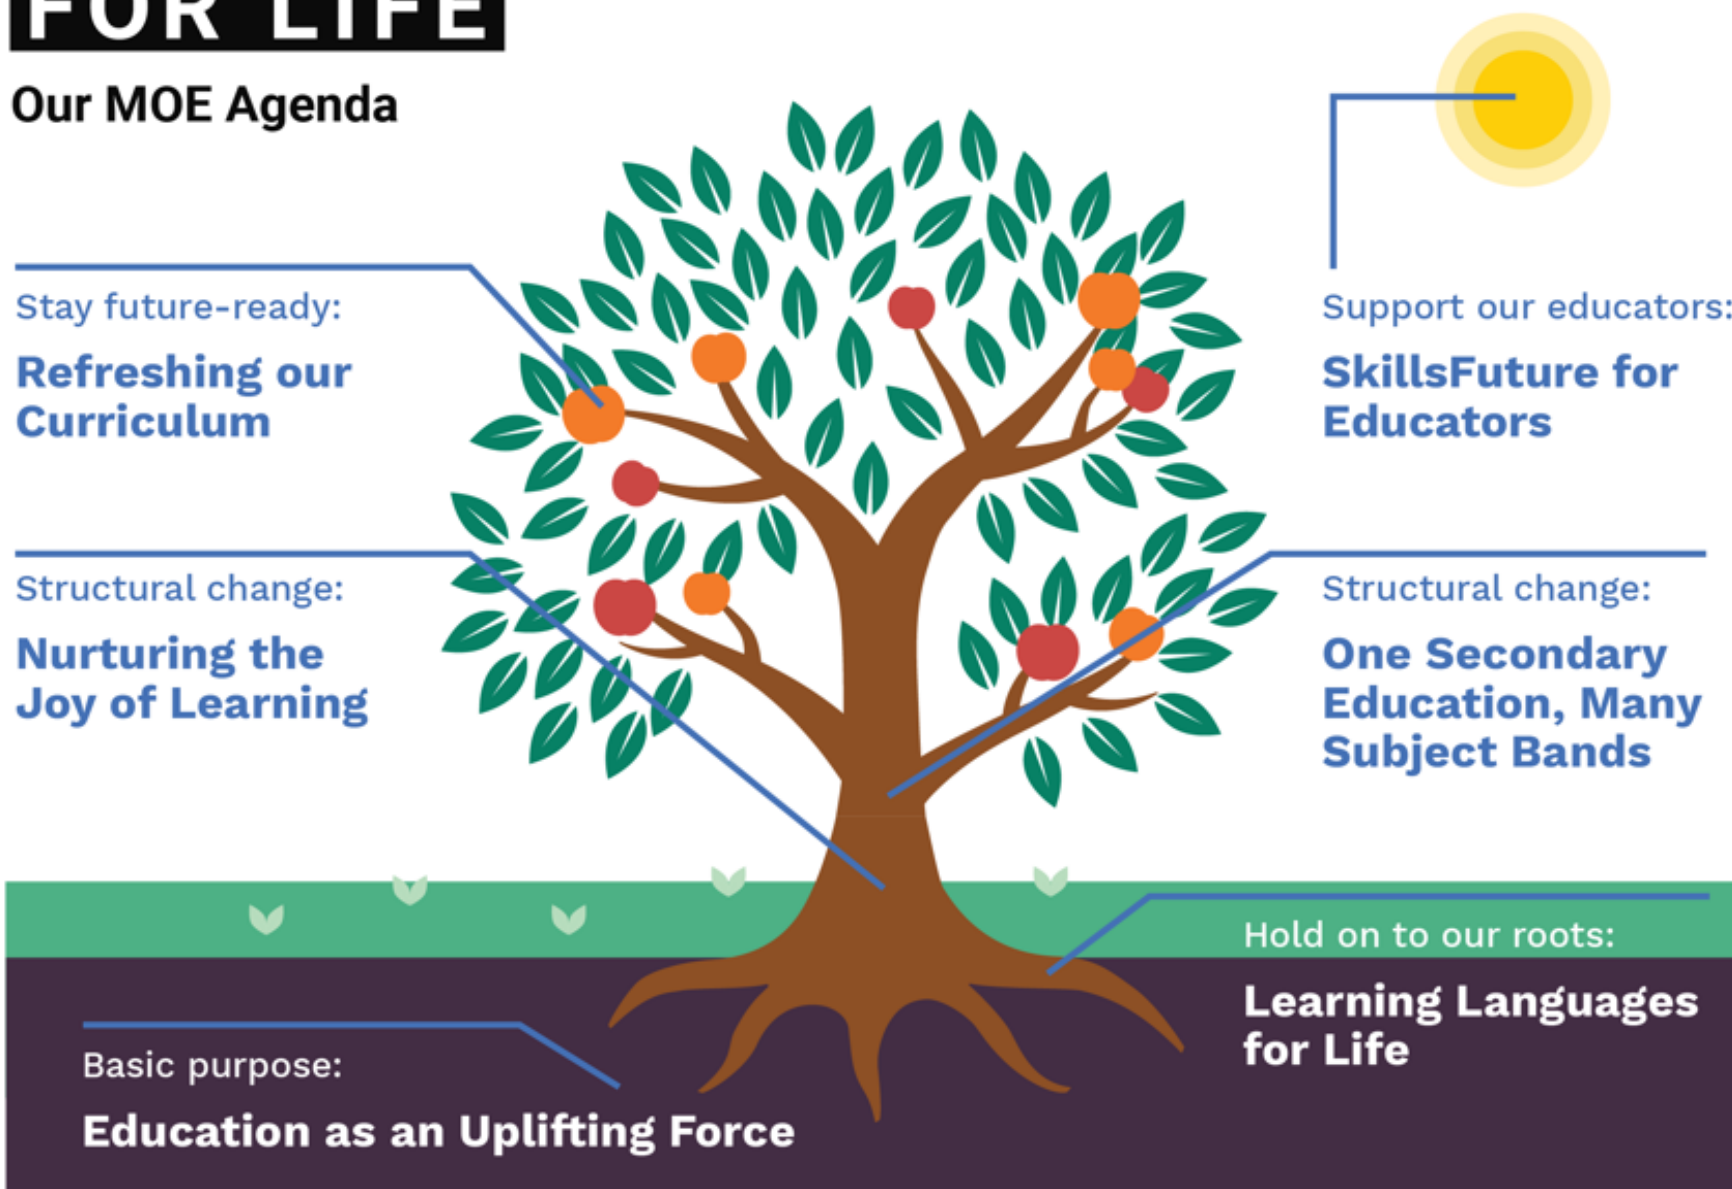 FOR LIFE
Our MOE Agenda
Stay future-ready:
Refreshing our
Curriculum
Support our educators:
SkillsFuture for
Educators
Structural change:
Nurturing the
Joy of Learning
Structural change:
One Secondary
Education, Many
Subject Bands
Hold on to our roots:
Learning Languages
for Life
Basic purpose:
Education as an Uplifting Force